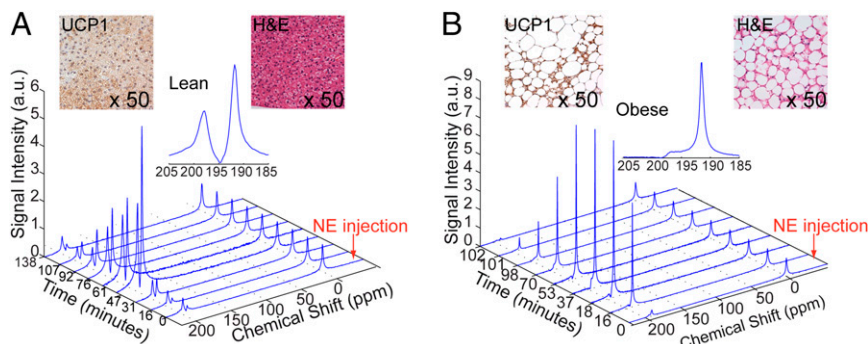 A
UCP1
x 50
H&E
x 50
Lean
205 200 195 190 185
Signal Intensity (a.u.)
6
5
4
3
2
1
0
NE injection
138
107
92
76
61
47
31
16
0
Time (minutes)
200 150 100 50 0
Chemical Shift (ppm)
B
UCP1
x 50
H&E
x 50
Obese
205 200 195 190 185
Signal Intensity (a.u.)
9
8
7
6
5
4
3
2
1
0
NE injection
102
101
98
70
53
37
18
16
0
Time (minutes)
200 150 100 50 0
Chemical Shift (ppm)